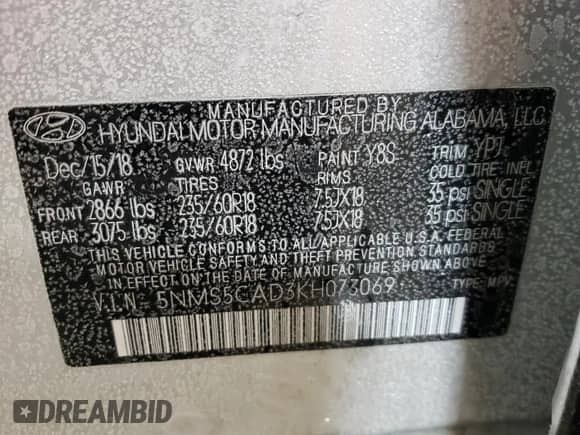 MANUFACTURED BY
HYUNDAI MOTOR MANUFACTURING ALABAMA, LLC
Dec/15/18 GVWR 4872 lbs PAINT Y8S TRIM YPJ
GAWR TIRES RIMS COLD TIRE INFL.
FRONT 2866 lbs 235/60R18 7.5JX18 35 psi SINGLE
REAR 3075 lbs 235/60R18 7.5JX18 35 psi SINGLE
THIS VEHICLE CONFORMS TO ALL APPLICABLE U.S.A. FEDERAL
MOTOR VEHICLE SAFETY AND THEFT PREVENTION STANDARDS
IN EFFECT ON THE DATE OF MANUFACTURE SHOWN ABOVE.
V.I.N. 5NMS5CAD3KH073069 TYPE: MPV
DREAMBID